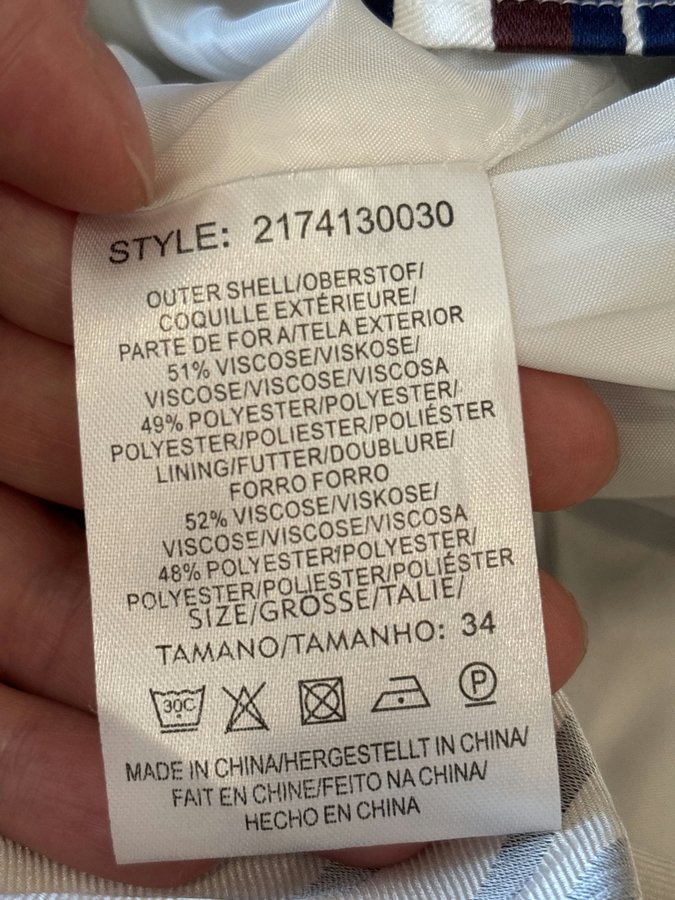 STYLE: 2174130030
OUTER SHELL/OBERSTOF/
COQUILLE EXTÉRIEURE/
PARTE DE FORA/TELA EXTERIOR
51% VISCOSE/VISKOSE/
VISCOSE/VISCOSE/VISCOSA
49% POLYESTER/POLYESTER/
POLYESTER/POLIESTER/POLIÉSTER
LINING/FUTTER/DOUBLURE/
FORRO FORRO
52% VISCOSE/VISKOSE/
VISCOSE/VISCOSE/VISCOSA
48% POLYESTER/POLYESTER/
POLYESTER/POLIESTER/POLIÉSTER
SIZE/GRÖSSE/TALIE/
TAMANO/TAMANHO: 34
30C P
MADE IN CHINA/HERGESTELLT IN CHINA/
FAIT EN CHINE/FEITO NA CHINA/
HECHO EN CHINA